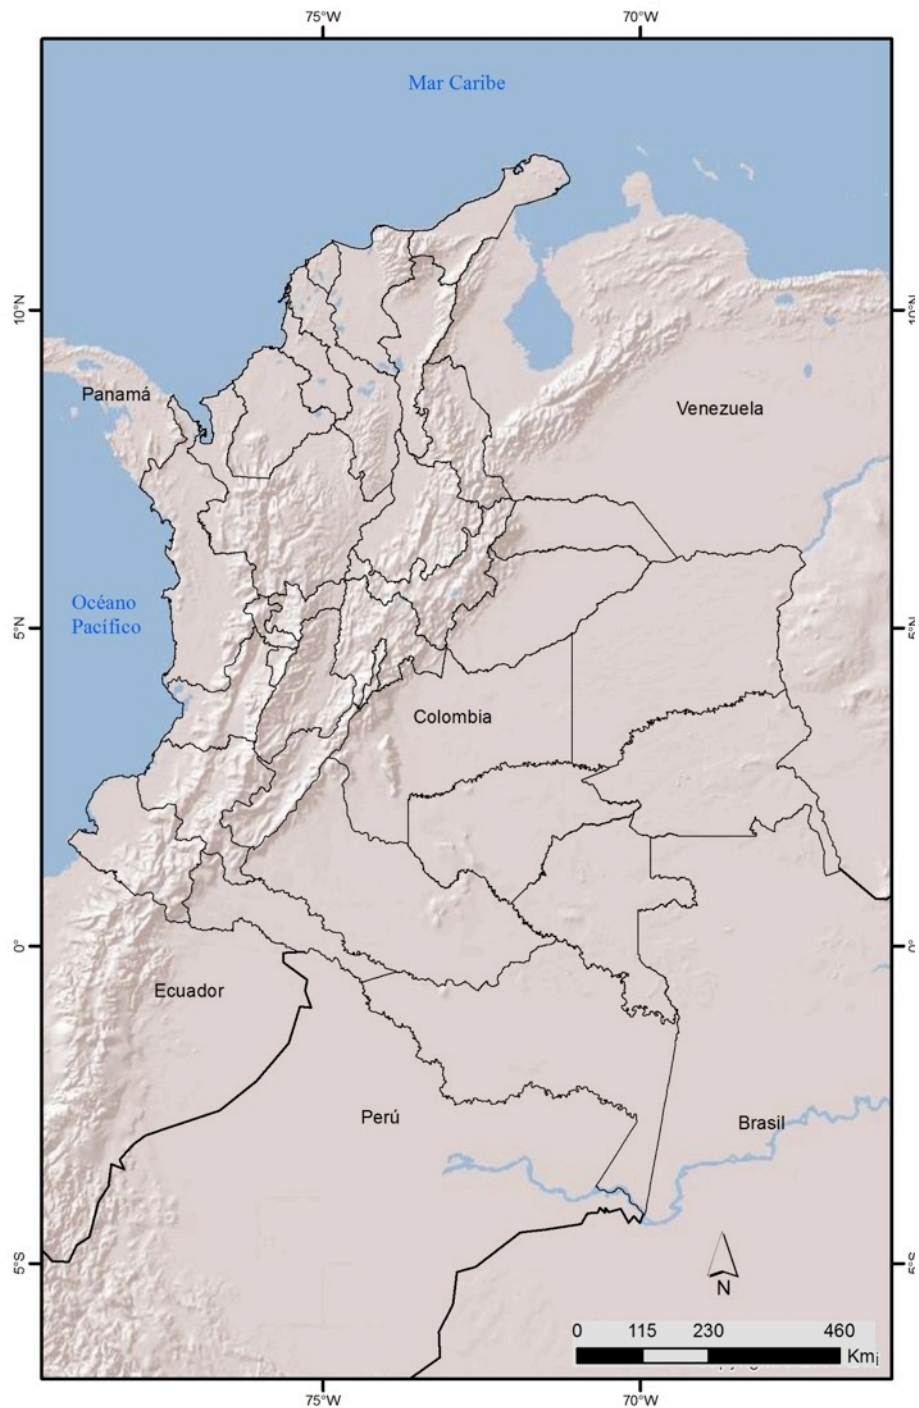 75°W
70°W
Mar Caribe
10°N
10°N
Panamá
Venezuela
Océano
Pacífico
5°N
5°N
Colombia
0°
0°
Ecuador
Perú
Brasil
5°S
5°S
N
0 115 230 460
Km
75°W
70°W